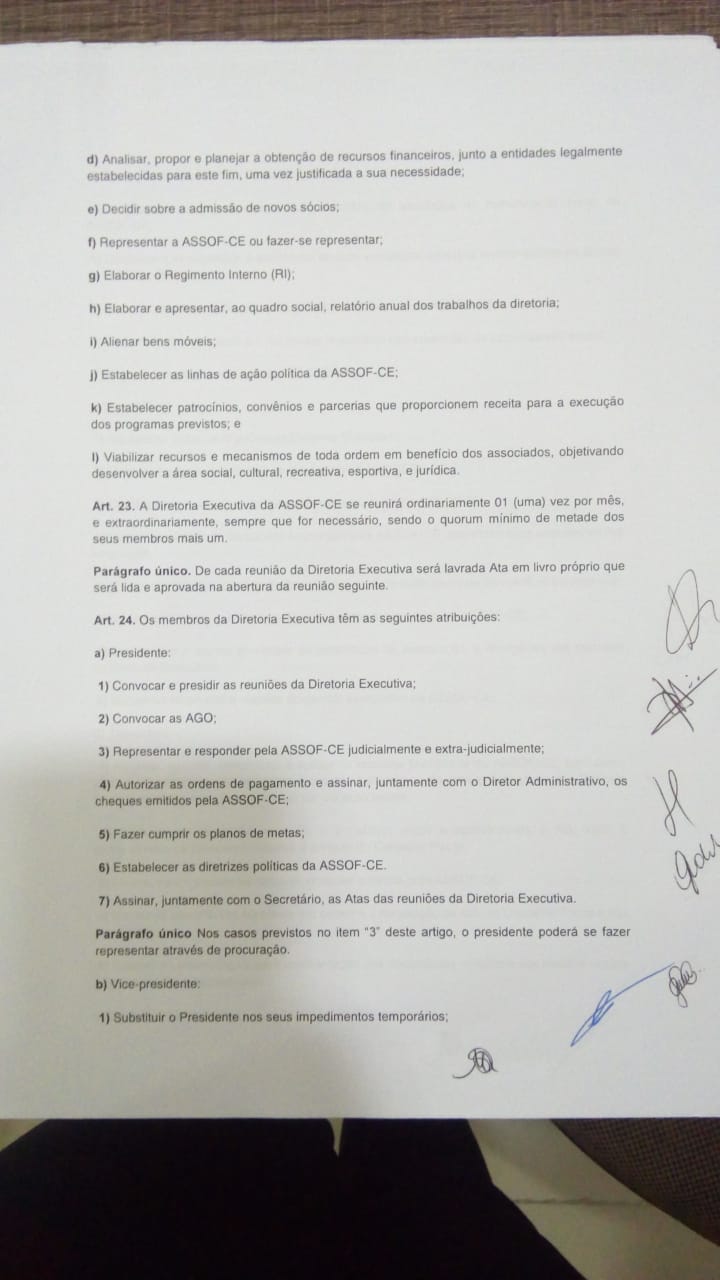 d) Analisar, propor e planejar a obtenção de recursos financeiros, junto a entidades legalmente
estabelecidas para este fim, uma vez justificada a sua necessidade;
e) Decidir sobre a admissão de novos sócios;
f) Representar a ASSOF-CE ou fazer-se representar;
g) Elaborar o Regimento Interno (RI);
h) Elaborar e apresentar, ao quadro social, relatório anual dos trabalhos da diretoria;
i) Alienar bens móveis;
j) Estabelecer as linhas de ação política da ASSOF-CE;
k) Estabelecer patrocínios, convênios e parcerias que proporcionem receita para a execução
dos programas previstos; e
l) Viabilizar recursos e mecanismos de toda ordem em benefício dos associados, objetivando
desenvolver a área social, cultural, recreativa, esportiva, e jurídica.
Art. 23. A Diretoria Executiva da ASSOF-CE se reunirá ordinariamente 01 (uma) vez por mês,
e extraordinariamente, sempre que for necessário, sendo o quorum mínimo de metade dos
seus membros mais um.
Parágrafo único. De cada reunião da Diretoria Executiva será lavrada Ata em livro próprio que
será lida e aprovada na abertura da reunião seguinte.
Art. 24. Os membros da Diretoria Executiva têm as seguintes atribuições:
a) Presidente:
1) Convocar e presidir as reuniões da Diretoria Executiva;
2) Convocar as AGO;
3) Representar e responder pela ASSOF-CE judicialmente e extra-judicialmente;
4) Autorizar as ordens de pagamento e assinar, juntamente com o Diretor Administrativo, os
cheques emitidos pela ASSOF-CE;
5) Fazer cumprir os planos de metas;
6) Estabelecer as diretrizes políticas da ASSOF-CE.
7) Assinar, juntamente com o Secretário, as Atas das reuniões da Diretoria Executiva.
Parágrafo único Nos casos previstos no item “3” deste artigo, o presidente poderá se fazer
representar através de procuração.
b) Vice-presidente:
1) Substituir o Presidente nos seus impedimentos temporários;